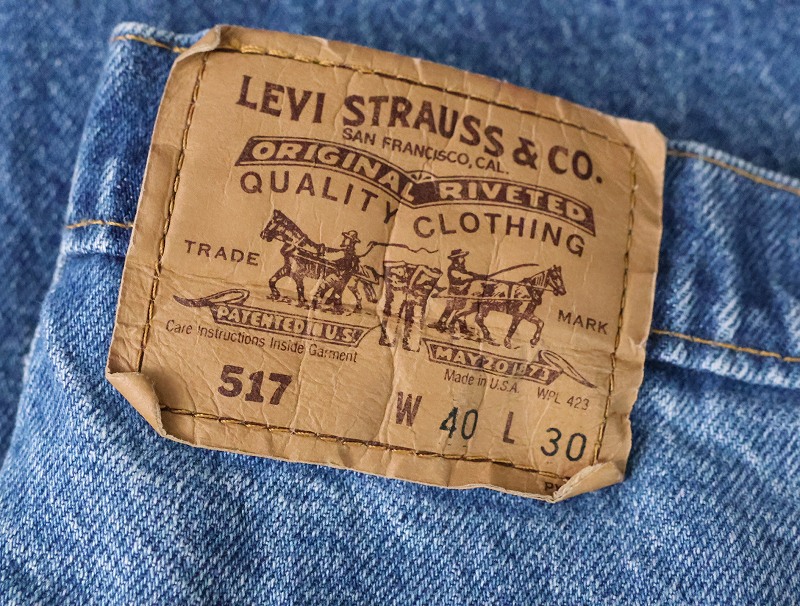 LEVI STRAUSS & CO.
SAN FRANCISCO, CAL.
ORIGINAL RIVETED
QUALITY CLOTHING
TRADE MARK
PATENTED IN U.S.
MAY 20 1873
Care Instructions Inside Garment
Made in U.S.A. WPL 423
517
W 40 L 30